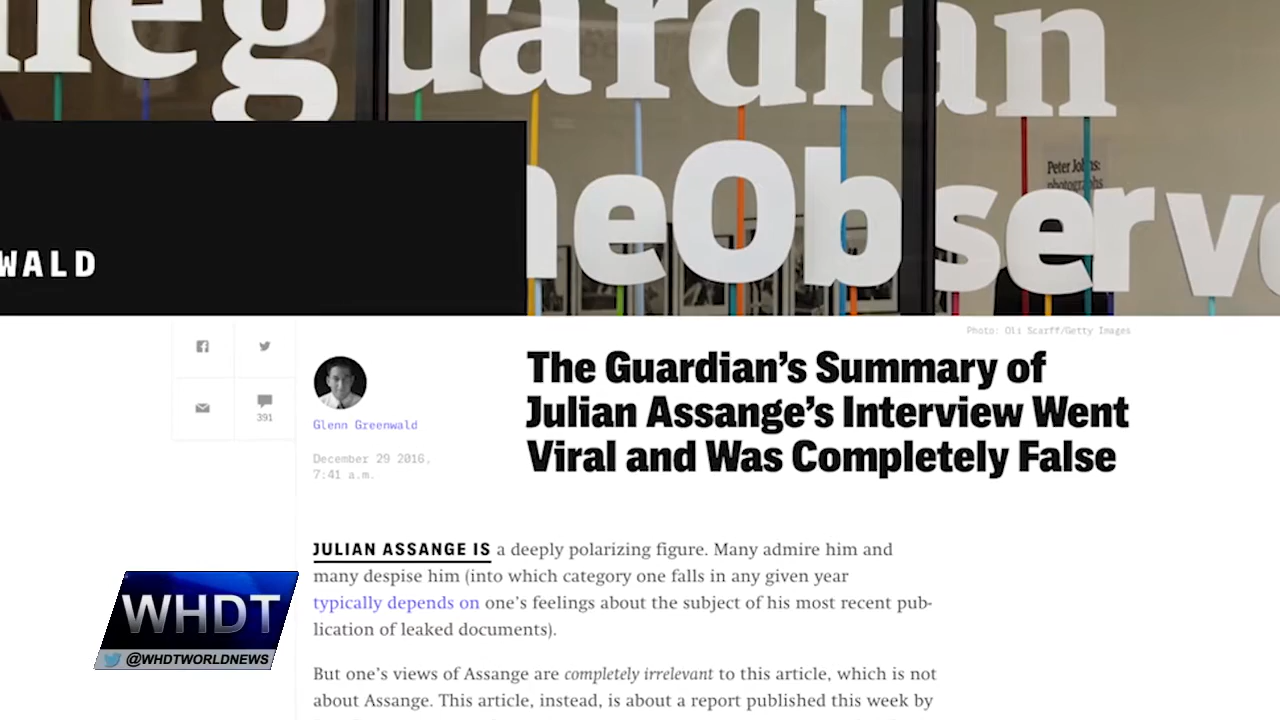 heguardian
heObserve
Peter Johns:
photographs
WALD
Photo: Oli Scarff/Getty Images
391
Glenn Greenwald
December 29 2016,
7:41 a.m.
The Guardian’s Summary of
Julian Assange’s Interview Went
Viral and Was Completely False
JULIAN ASSANGE IS a deeply polarizing figure. Many admire him and
many despise him (into which category one falls in any given year
typically depends on one’s feelings about the subject of his most recent pub-
lication of leaked documents).
But one’s views of Assange are completely irrelevant to this article, which is not
about Assange. This article, instead, is about a report published this week by
WHDT
@WHDTWORLDNEWS